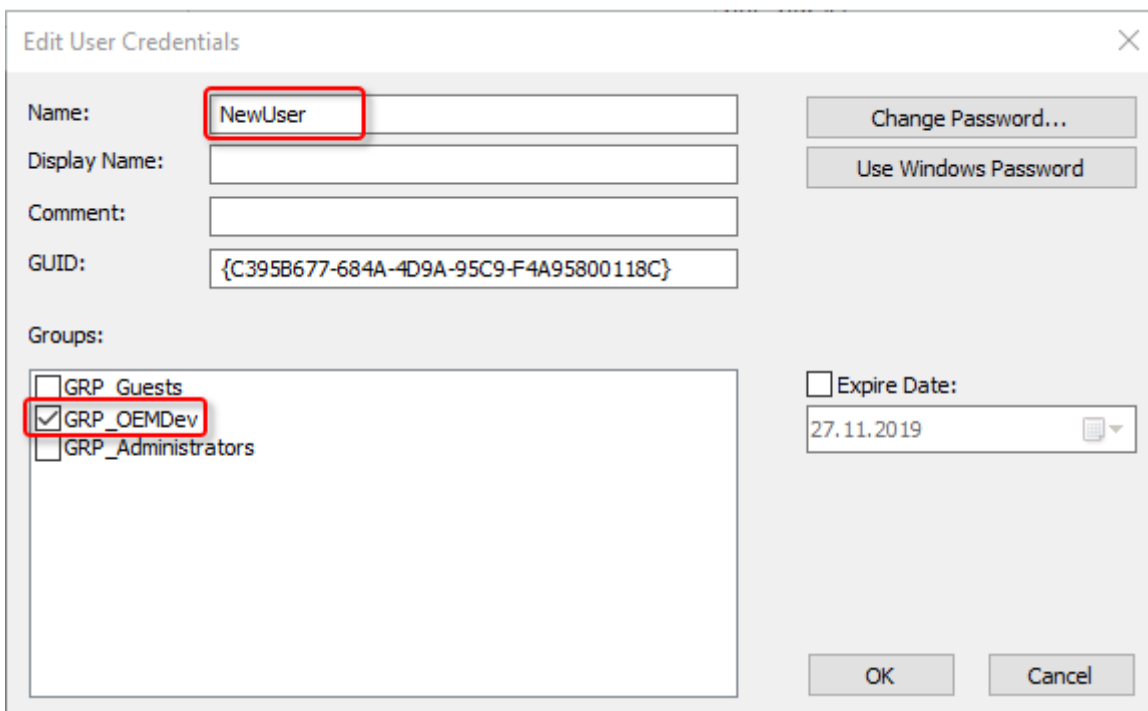 Edit User Credentials
Name: NewUser Change Password...
Display Name: Use Windows Password
Comment:
GUID: {C395B677-684A-4D9A-95C9-F4A95800118C}
Groups:
GRP_Guests Expire Date:
GRP_OEMDev 27.11.2019
GRP_Administrators
OK Cancel